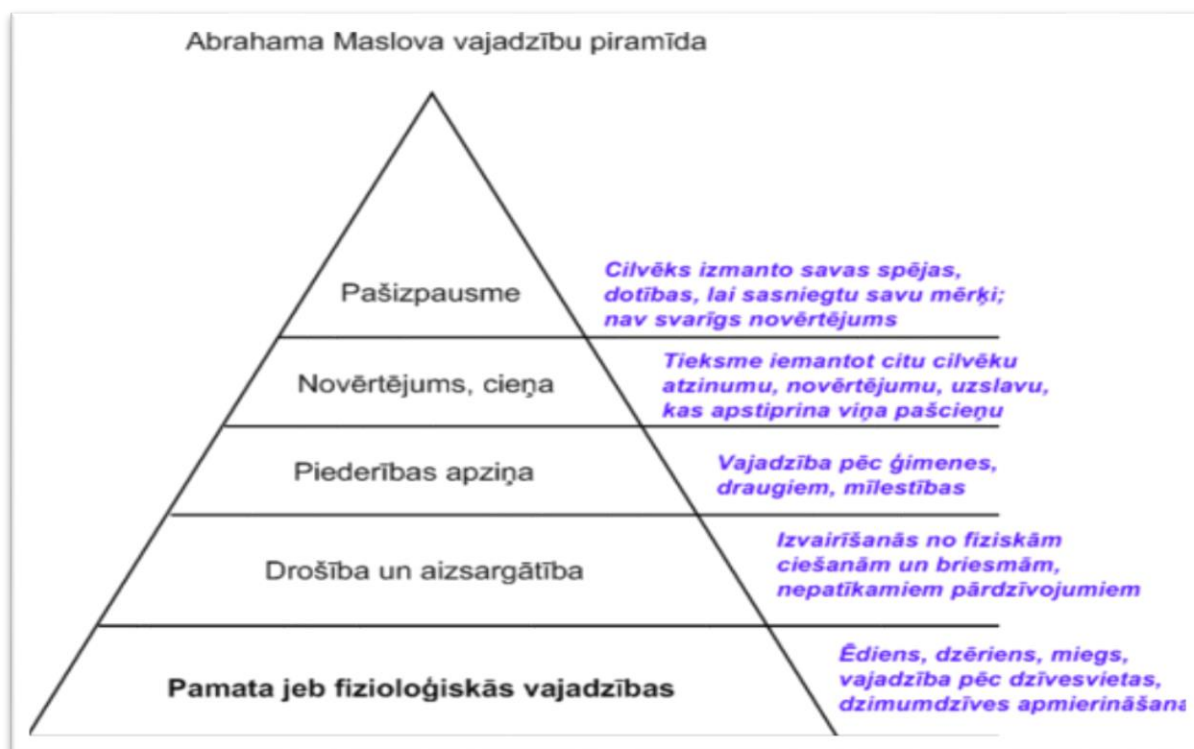 Abrahama Maslova vajadzību piramīda
Pašizpausme
Cilvēks izmanto savas spējas,
dotības, lai sasniegtu savu mērķi;
nav svarīgs novērtējums
Novērtējums, cieņa
Tieksme iemantot citu cilvēku
atzinumu, novērtējumu, uzslavu,
kas apstiprina viņa pašcieņu
Piederības apziņa
Vajadzība pēc ģimenes,
draugiem, mīlestības
Drošība un aizsargātība
Izvairīšanās no fiziskām
ciešanām un briesmām,
nepatīkamiem pārdzīvojumiem
Pamata jeb fizioloģiskās vajadzības
Ēdiens, dzēriens, miegs,
vajadzība pēc dzīvesvietas,
dzimumdzīves apmierināšana